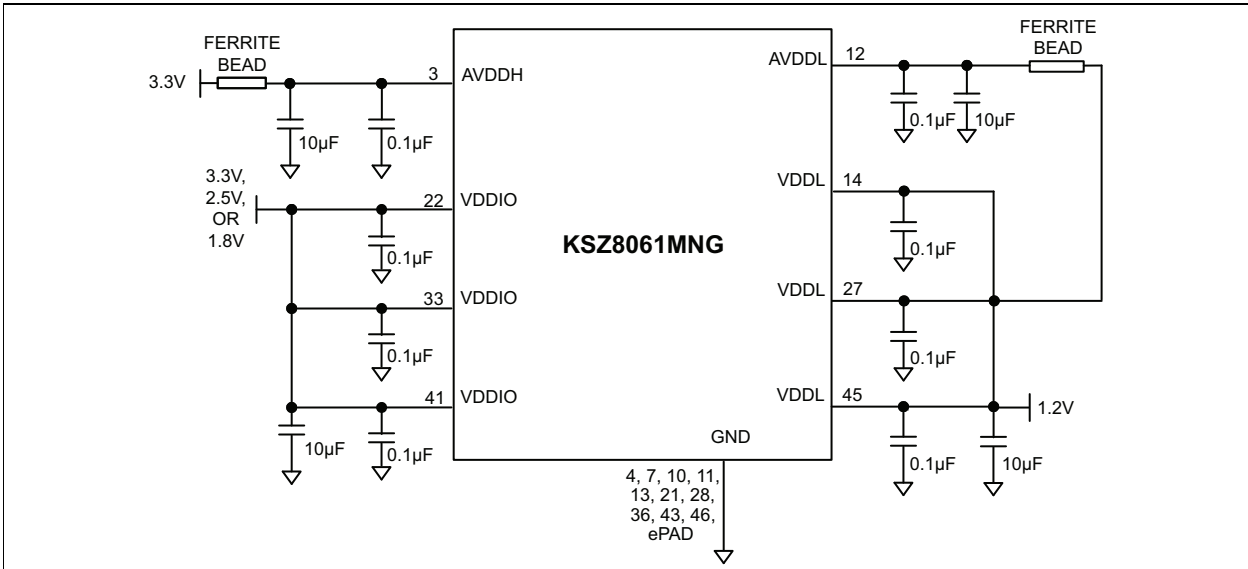 FERRITE
BEAD
3.3V
3
AVDDH
10µF
0.1µF
3.3V,
2.5V,
OR
1.8V
22
VDDIO
0.1µF
33
VDDIO
0.1µF
41
VDDIO
10µF
0.1µF
KSZ8061MNG
GND
4, 7, 10, 11,
13, 21, 28,
36, 43, 46,
ePAD
FERRITE
BEAD
AVDDL
12
0.1µF
10µF
VDDL
14
0.1µF
VDDL
27
0.1µF
VDDL
45
1.2V
0.1µF
10µF